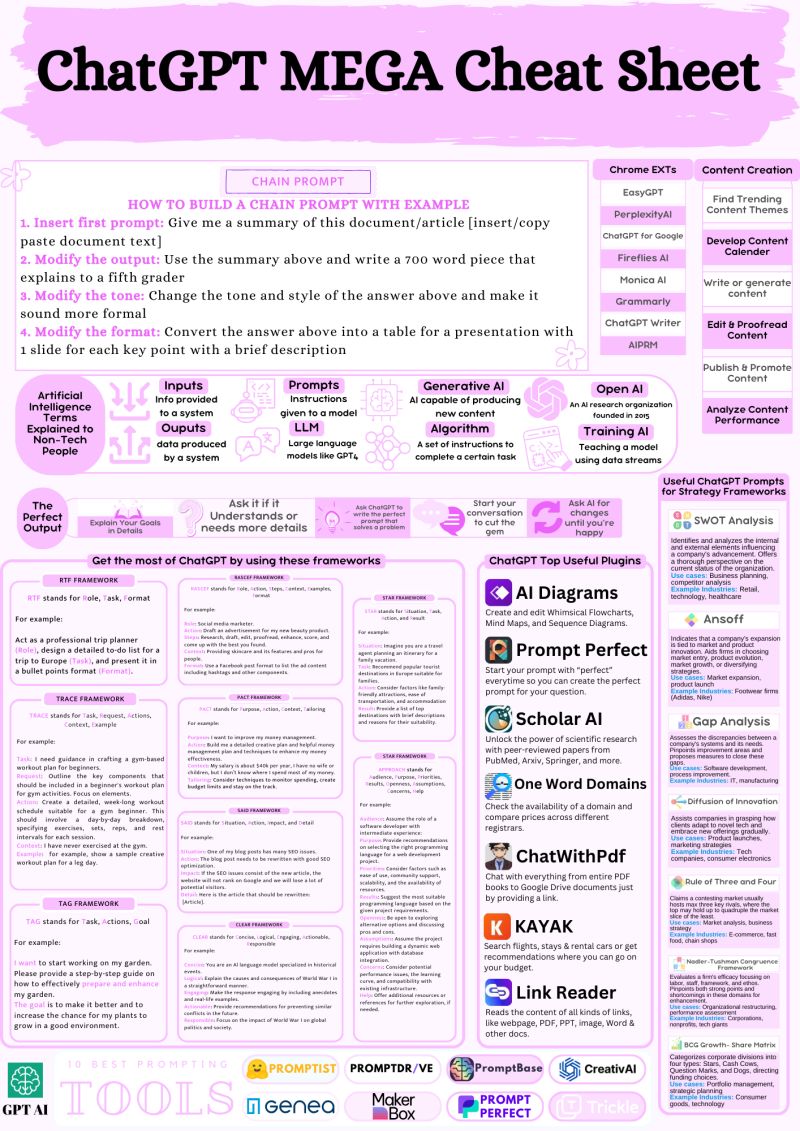 ChatGPT MEGA Cheat Sheet
CHAIN PROMPT
HOW TO BUILD A CHAIN PROMPT WITH EXAMPLE
1. Insert first prompt: Give me a summary of this document/article [insert/copy
paste document text]
2. Modify the output: Use the summary above and write a 700 word piece that
explains to a fifth grader
3. Modify the tone: Change the tone and style of the answer above and make it
sound more formal
4. Modify the format: Convert the answer above into a table for a presentation with
1 slide for each key point with a brief description
Chrome EXTs
EasyGPT
PerplexityAI
ChatGPT for Google
Fireflies AI
Monica AI
Grammarly
ChatGPT Writer
AIPRM
Content Creation
Find Trending
Content Themes
Develop Content
Calender
Write or generate
content
Edit & Proofread
Content
Publish & Promote
Content
Analyze Content
Performance
Artificial
Intelligence
Terms
Explained to
Non-Tech
People
Inputs
Info provided
to a system
Ouputs
data produced
by a system
Prompts
Instructions
given to a model
LLM
Large language
models like GPT4
Generative AI
AI capable of producing
new content
Algorithm
A set of instructions to
complete a certain task
Open AI
An AI research organization
founded in 2015
Training AI
Teaching a model
using data streams
The
Perfect
Output
Explain Your Goals
in Details
Ask it if it
Understands or
needs more details
Ask ChatGPT to
write the perfect
prompt that
solves a problem
Start your
conversation
to cut the
gem
Ask AI for
changes
until you're
happy
Get the most of ChatGPT by using these frameworks
RTF FRAMEWORK
RTF stands for Role, Task, Format
For example:
Act as a professional trip planner
(Role), design a detailed to-do list for a
trip to Europe (Task), and present it in
a bullet points format (Format).
TRACE FRAMEWORK
TRACE stands for Task, Request, Actions,
Context, Example
For example:
Task: I need guidance in crafting a gym-based
workout plan for beginners.
Request: Outline the key components that
should be included in a beginner's workout plan
for gym activities. Focus on elements.
Action: Create a detailed, week-long workout
schedule suitable for a gym beginner. This
should involve a day-by-day breakdown,
specifying exercises, sets, reps, and rest
intervals for each session.
Context: I have never exercised at the gym.
Example: for example, show a sample creative
workout plan for a leg day.
TAG FRAMEWORK
TAG stands for Task, Actions, Goal
For example:
I want to start working on my garden.
Please provide a step-by-step guide on
how to effectively prepare and enhance
my garden.
The goal is to make it better and to
increase the chance for my plants to
grow in a good environment.
RASCEF FRAMEWORK
RASCEF stands for Role, Action, Steps, Context, Examples,
Format
For example:
Role: Social media marketer.
Action: Draft an advertisement for my new beauty product.
Steps: Research, draft, edit, proofread, enhance, score, and
come up with the best you found.
Context: Providing skincare and its features and pros for
people.
Format: Use a Facebook post format to list the ad content
including hashtags and other components.
PACT FRAMEWORK
PACT stands for Purpose, Action, Context, Tailoring
For example:
Purpose: I want to improve my money management.
Action: Build me a detailed creative plan and helpful money
management plan and techniques to enhance my money
effectiveness.
Context: My salary is about $40k per year, I have no wife or
children, but I don't know where I spend most of my money.
Tailoring: Consider techniques to monitor spending, create
budget limits and stay on the track.
SAID FRAMEWORK
SAID stands for Situation, Action, Impact, and Detail
For example:
Situation: One of my blog posts has many SEO issues.
Action: The blog post needs to be rewritten with good SEO
optimization.
Impact: If the SEO issues consist of the new article, the
website will not rank on Google and will lose a lot of
potential visitors.
Detail: Here is the article that should be rewritten:
[Article].
CLEAR FRAMEWORK
CLEAR stands for Concise, Logical, Engaging, Actionable,
Responsible
For example:
Concise: You are an AI language model specialized in historical
events.
Logical: Explain the causes and consequences of World War I in
a straightforward manner.
Engaging: Make the response engaging by including anecdotes
and real-life examples.
Actionable: Provide recommendations for preventing similar
conflicts in the future.
Responsible: Focus on the impact of World War I on global
politics and society.
STAR FRAMEWORK
STAR stands for Situation, Task,
Action, and Result
For example:
Situation: Imagine you are a travel
agent planning an itinerary for a
family vacation.
Task: Recommend popular tourist
destinations in Europe suitable for
families.
Action: Consider factors like family-
friendly attractions, ease of
transportation, and accommodation
Result: Provide a list of top
destinations with brief descriptions
and reasons for their suitability.
STAR FRAMEWORK
APPROACH stands for
Audience, Purpose, Priorities,
Results, Openness, Assumptions,
Concerns, Help
For example:
Audience: Assume the role of a
software developer with
intermediate experience:
Purpose: Provide recommendations
on selecting the right programming
language for a web development
project.
Priorities: Consider factors such as
ease of use, community support,
scalability, and the availability of
resources.
Results: Suggest the most suitable
programming language based on the
given project requirements.
Openness: Be open to exploring
alternative options and discussing
pros and cons.
Assumptions: Assume the project
requires building a dynamic web
application with database
integration.
Concerns: Consider potential
performance issues, the learning
curve, and compatibility with
existing infrastructure.
Help: Offer additional resources or
references for further exploration, if
needed.
ChatGPT Top Useful Plugins
AI Diagrams
Create and edit Whimsical Flowcharts,
Mind Maps, and Sequence Diagrams.
Prompt Perfect
Start your prompt with "perfect"
everytime so you can create the perfect
prompt for your question.
Scholar AI
Unlock the power of scientific research
with peer-reviewed papers from
PubMed, Arxiv, Springer, and more.
One Word Domains
Check the availability of a domain and
compare prices across different
registrars.
ChatWithPdf
Chat with everything from entire PDF
books to Google Drive documents just
by providing a link.
KAYAK
Search flights, stays & rental cars or get
recommendations where you can go on
your budget.
Link Reader
Reads the content of all kinds of links,
like webpage, PDF, PPT, image, Word &
other docs.
Useful ChatGPT Prompts
for Strategy Frameworks
SWOT Analysis
Identifies and analyzes the internal
and external elements influencing
a company's advancement. Offers
a thorough perspective on the
current status of the organization.
Use cases: Business planning,
competitor analysis
Example Industries: Retail,
technology, healthcare
Ansoff
Indicates that a company's expansion
is tied to market and product
innovation. Aids firms in choosing
market entry, product evolution,
market growth, or diversifying
strategies.
Use cases: Market expansion,
product launch
Example Industries: Footwear firms
(Adidas, Nike)
Gap Analysis
Assesses the discrepancies between a
company's systems and its needs.
Pinpoints improvement areas and
proposes measures to close these
gaps.
Use cases: Software development,
process improvement.
Example Industries: IT, manufacturing
Diffusion of Innovation
Assists companies in grasping how
clients adapt to novel tech and
embrace new offerings gradually.
Use cases: Product launches,
marketing strategies
Example Industries: Tech
companies, consumer electronics
Rule of Three and Four
Claims a contesting market usually
hosts max three key rivals, where the
top may hold up to quadruple the market
slice of the least.
Use cases: Market analysis, business
strategy
Example Industries: E-commerce, fast
food, chain shops
Nadler-Tushman Congruence
Framework
Evaluates a firm's efficacy focusing on
labor, staff, framework, and ethos.
Pinpoints both strong points and
shortcomings in these domains for
enhancement.
Use cases: Organizational restructuring,
performance assessment
Example Industries: Corporations,
nonprofits, tech giants
BCG Growth- Share Matrix
Categorizes corporate divisions into
four types: Stars, Cash Cows,
Question Marks, and Dogs, directing
funding choices.
Use cases: Portfolio management,
strategic planning
Example Industries: Consumer
goods, technology
GPT AI
10 BEST PROMPTING
TOOLS
PROMPTIST
PROMPTDR/VE
PromptBase
CreativAI
Genea
Maker
Box
PROMPT
PERFECT
Trickle